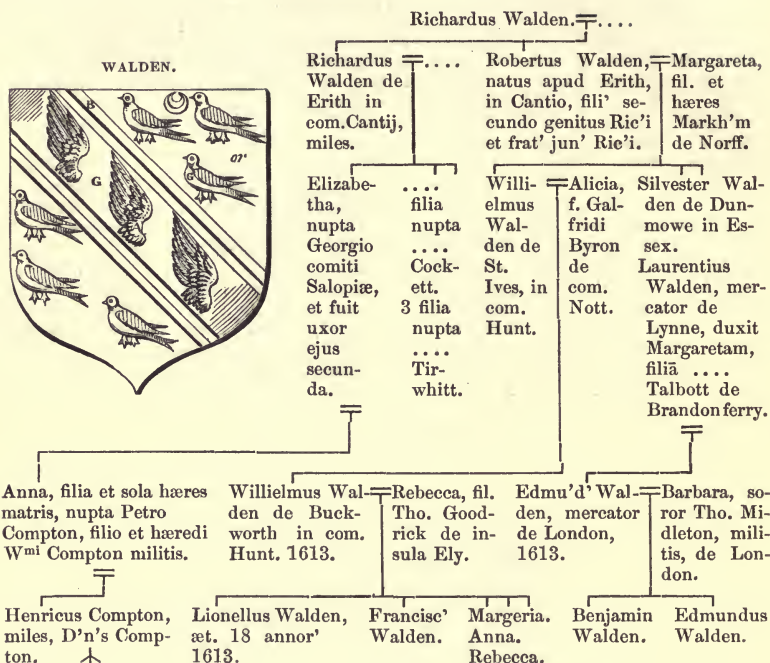 Richardus Walden.=....
WALDEN.
B
G
or'
G
Richardus =....
Walden de
Erith in
com.Cantij,
miles.
Robertus Walden,
natus apud Erith,
in Cantio, fili' se-
cundo genitus Ric'i
et frat' jun' Ric'i.
=Margareta,
fil. et
hæres
Markh'm
de Norff.
Elizabe-
tha,
nupta
Georgio
comiti
Salopiæ,
et fuit
uxor
ejus
secun-
da.
....
filia
nupta
....
Cock-
ett.
3 filia
nupta
....
Tir-
whitt.
Willi-
elmus
Wal-
den de
St.
Ives, in
com.
Hunt.
=Alicia,
f. Gal-
fridi
Byron
de
com.
Nott.
Silvester Wal-
den de Dun-
mowe in Es-
sex.
Laurentius
Walden, mer-
cator de
Lynne, duxit
Margaretam,
filiā ....
Talbott de
Brandonferry.
Anna, filia et sola hæres
matris, nupta Petro
Compton, filio et hæredi
Wmi Compton militis.
Willielmus Wal-
den de Buck-
worth in com.
Hunt. 1613.
=Rebecca, fil.
Tho. Good-
rick de in-
sula Ely.
Edmu'd' Wal-
den, mercator
de London,
1613.
=Barbara, so-
ror Tho. Mi-
dleton, mili-
tis, de Lon-
don.
Henricus Compton,
miles, D'n's Comp-
ton.
Lionellus Walden,
æt. 18 annor'
1613.
Francisc'
Walden.
Margeria.
Anna.
Rebecca.
Benjamin
Walden.
Edmundus
Walden.